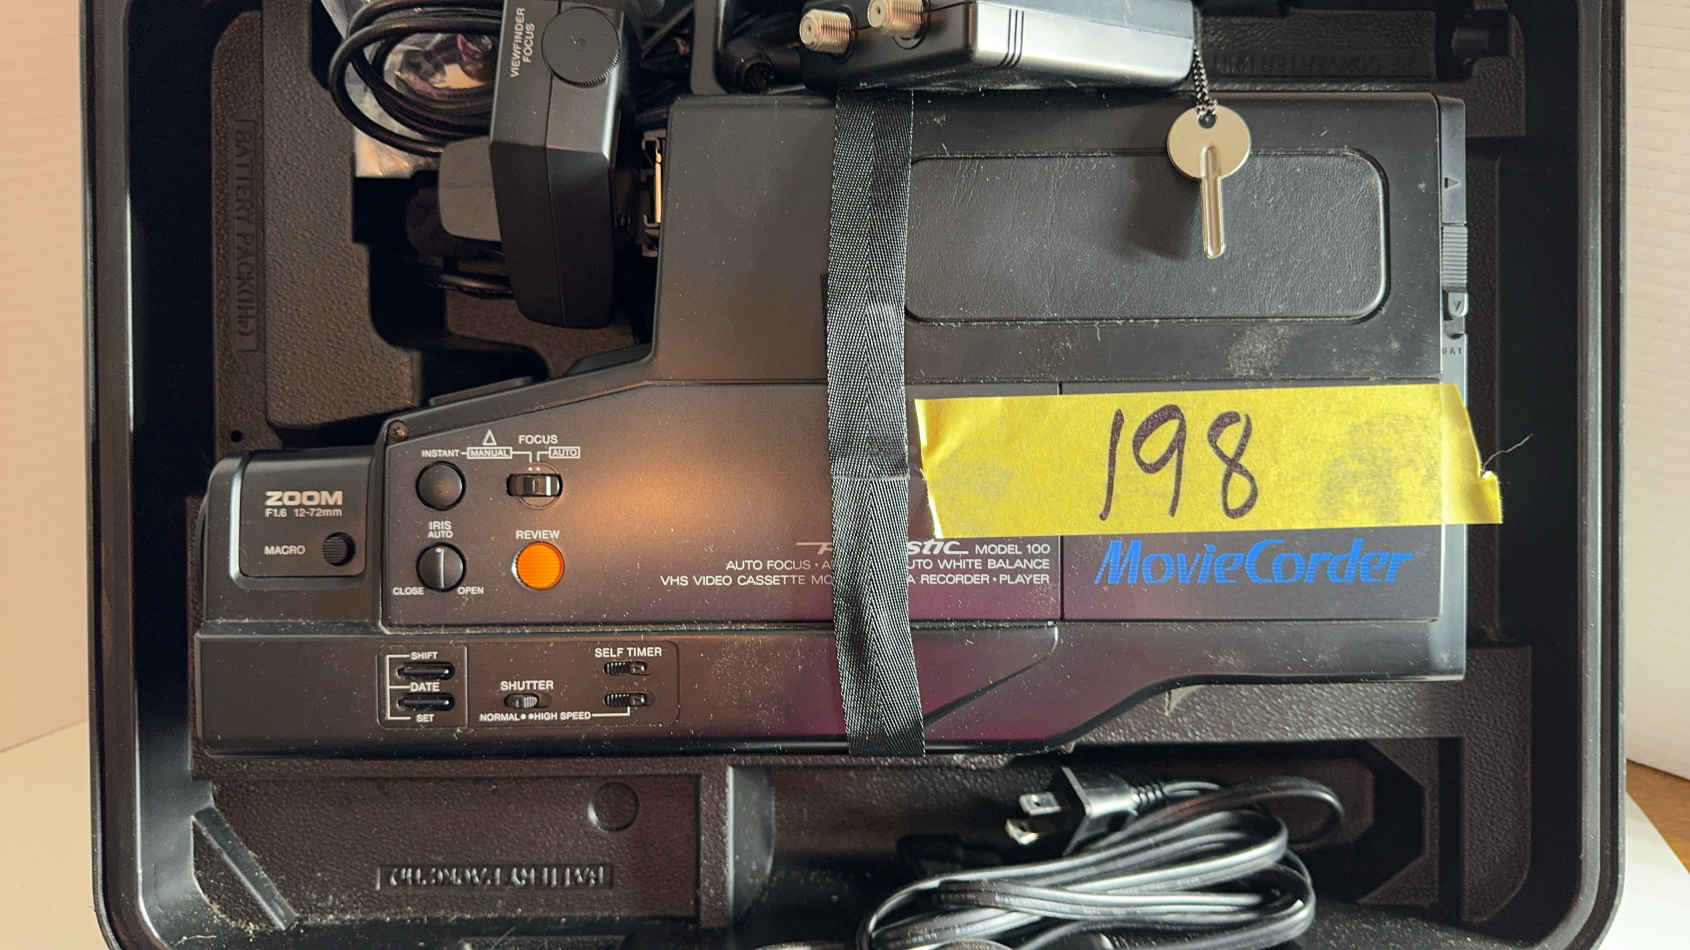 VIEWFINDER
FOCUS
BATTERY PACK(HI)
198
FOCUS
INSTANT MANUAL AUTO
ZOOM
F1.6 12-72mm
MACRO
IRIS
AUTO
CLOSE OPEN
REVIEW
MODEL 100
AUTO FOCUS · AUTO WHITE BALANCE
VHS VIDEO CASSETTE RECORDER · PLAYER
MovieCorder
SHIFT
DATE
SET
SHUTTER
NORMAL HIGH SPEED
SELF TIMER